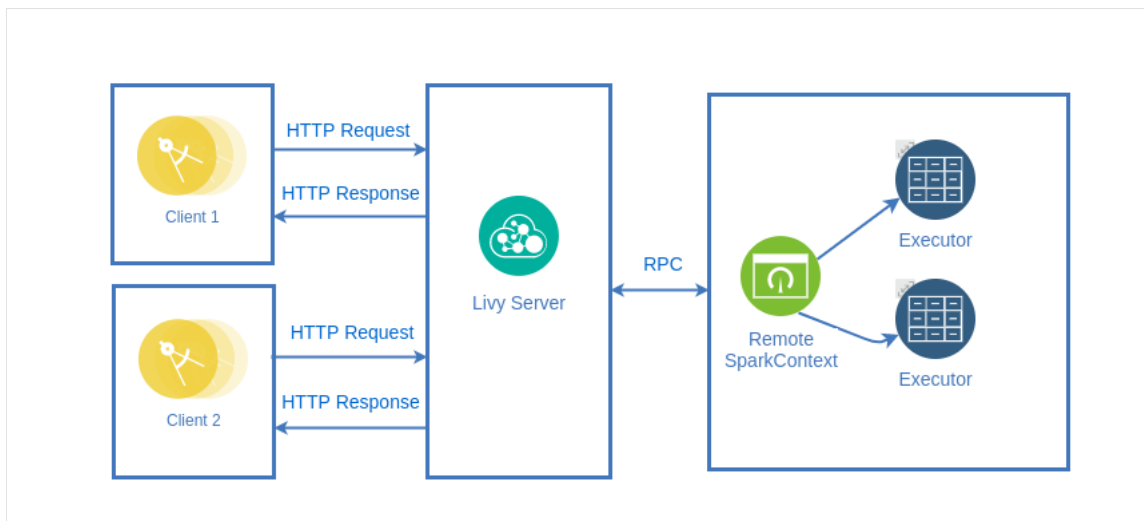 HTTP Request
HTTP Response
Client 1
HTTP Request
HTTP Response
Client 2
Livy Server
RPC
Remote
SparkContext
Executor
Executor